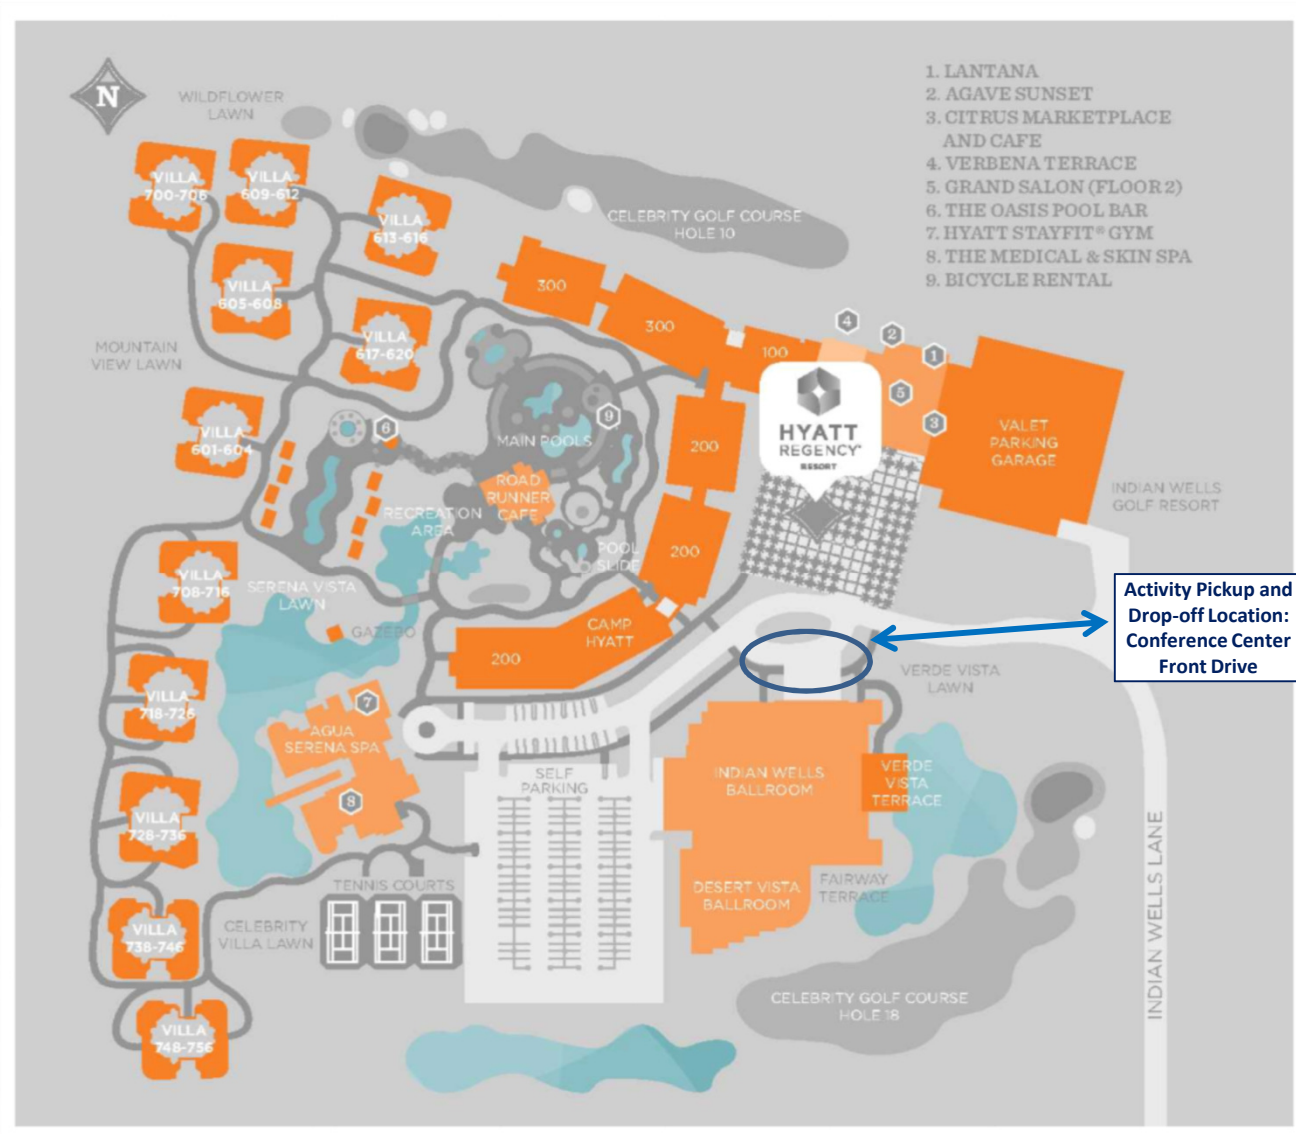 N
WILDFLOWER
LAWN
1. LANTANA
2. AGAVE SUNSET
3. CITRUS MARKETPLACE
AND CAFE
4. VERBENA TERRACE
5. GRAND SALON (FLOOR 2)
6. THE OASIS POOL BAR
7. HYATT STAYFIT® GYM
8. THE MEDICAL & SKIN SPA
9. BICYCLE RENTAL
VILLA
700-706
VILLA
609-612
VILLA
613-616
CELEBRITY GOLF COURSE
HOLE 10
VILLA
605-608
300
300
100
4
2
1
5
3
MOUNTAIN
VIEW LAWN
VILLA
617-620
HYATT
REGENCY®
RESORT
VALET
PARKING
GARAGE
INDIAN WELLS
GOLF RESORT
VILLA
601-604
6
9
MAIN POOLS
200
ROAD
RUNNER
CAFE
RECREATION
AREA
POOL
SLIDE
200
VILLA
708-716
SERENA VISTA
LAWN
GAZEBO
CAMP
HYATT
200
Activity Pickup and
Drop-off Location:
Conference Center
Front Drive
VERDE VISTA
LAWN
VILLA
718-726
7
AGUA
SERENA SPA
8
SELF
PARKING
INDIAN WELLS
BALLROOM
VERDE
VISTA
TERRACE
VILLA
728-736
TENNIS COURTS
DESERT VISTA
BALLROOM
FAIRWAY
TERRACE
INDIAN WELLS LANE
VILLA
738-746
CELEBRITY
VILLA LAWN
CELEBRITY GOLF COURSE
HOLE 18
VILLA
748-756